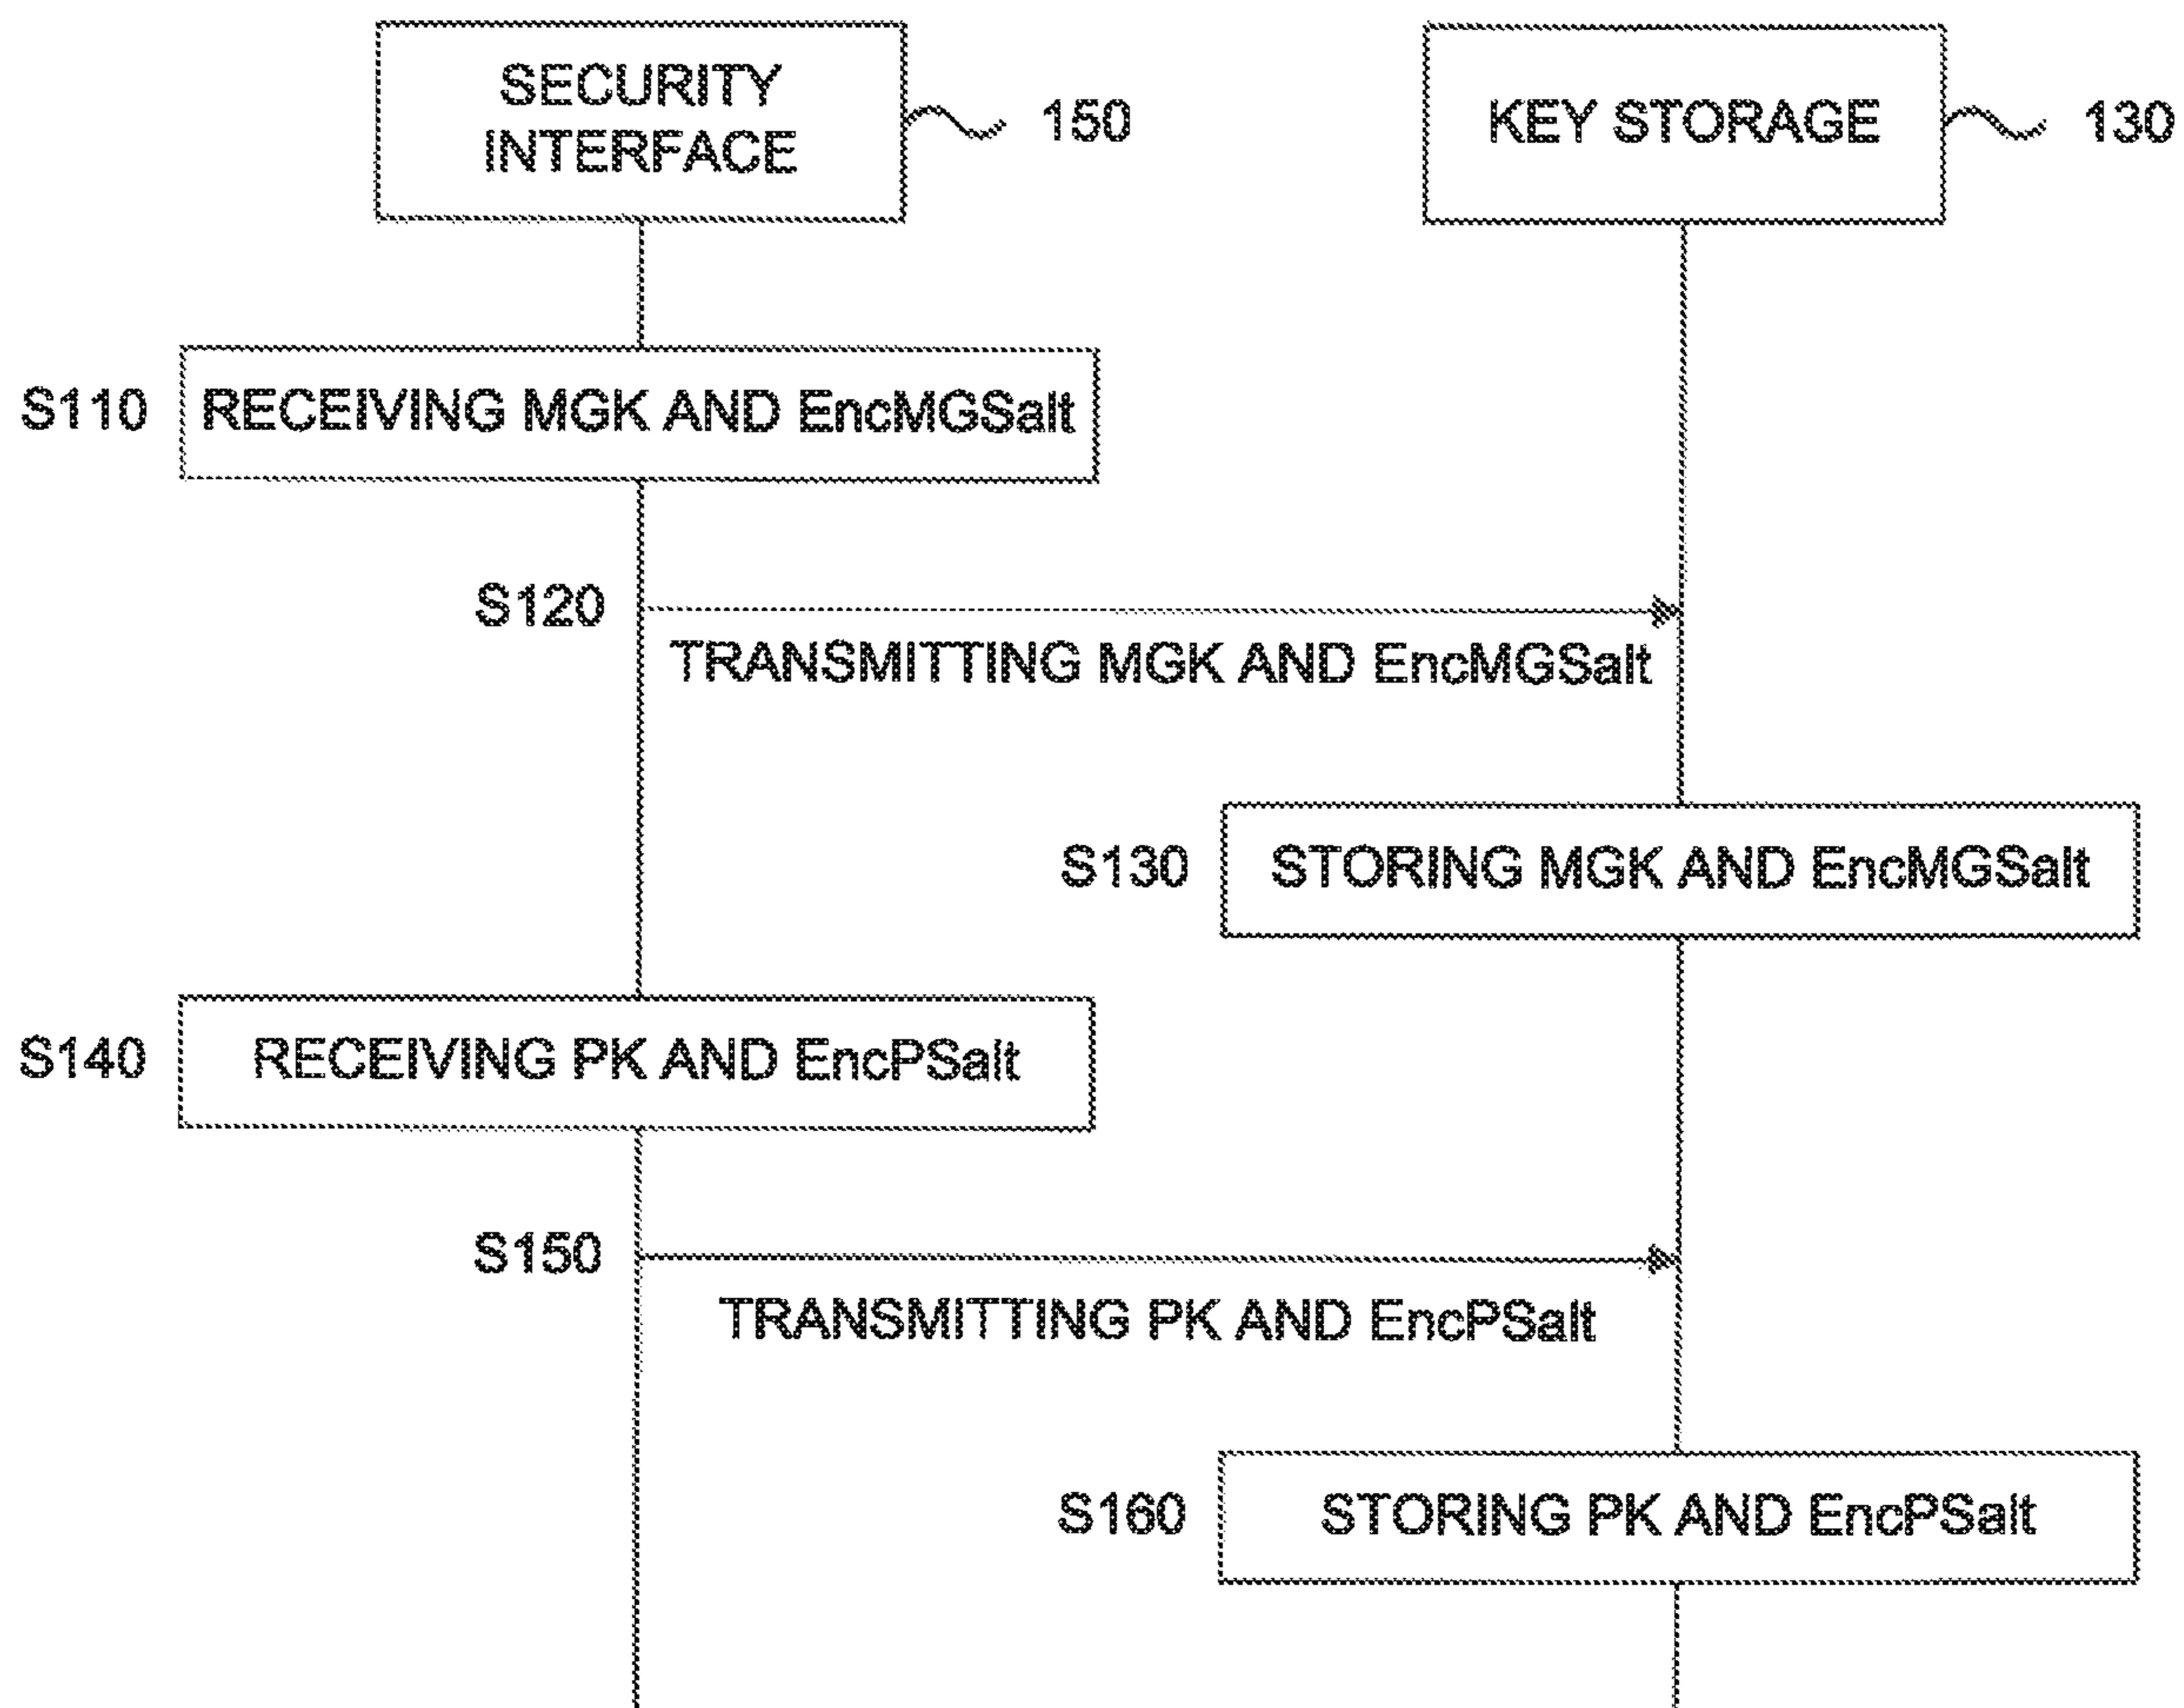 SECURITY
INTERFACE
150
KEY STORAGE
130
S110
RECEIVING MGK AND EncMGSalt
S120
TRANSMITTING MGK AND EncMGSalt
S130
STORING MGK AND EncMGSalt
S140
RECEIVING PK AND EncPSalt
S150
TRANSMITTING PK AND EncPSalt
S160
STORING PK AND EncPSalt